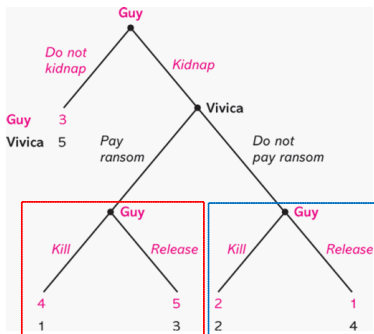 Guy
Do not
kidnap
Kidnap
Guy 3
Vivica 5
Vivica
Pay
ransom
Do not
pay ransom
Guy
Guy
Kill
Release
Kill
Release
4 5 2 1
1 3 2 4